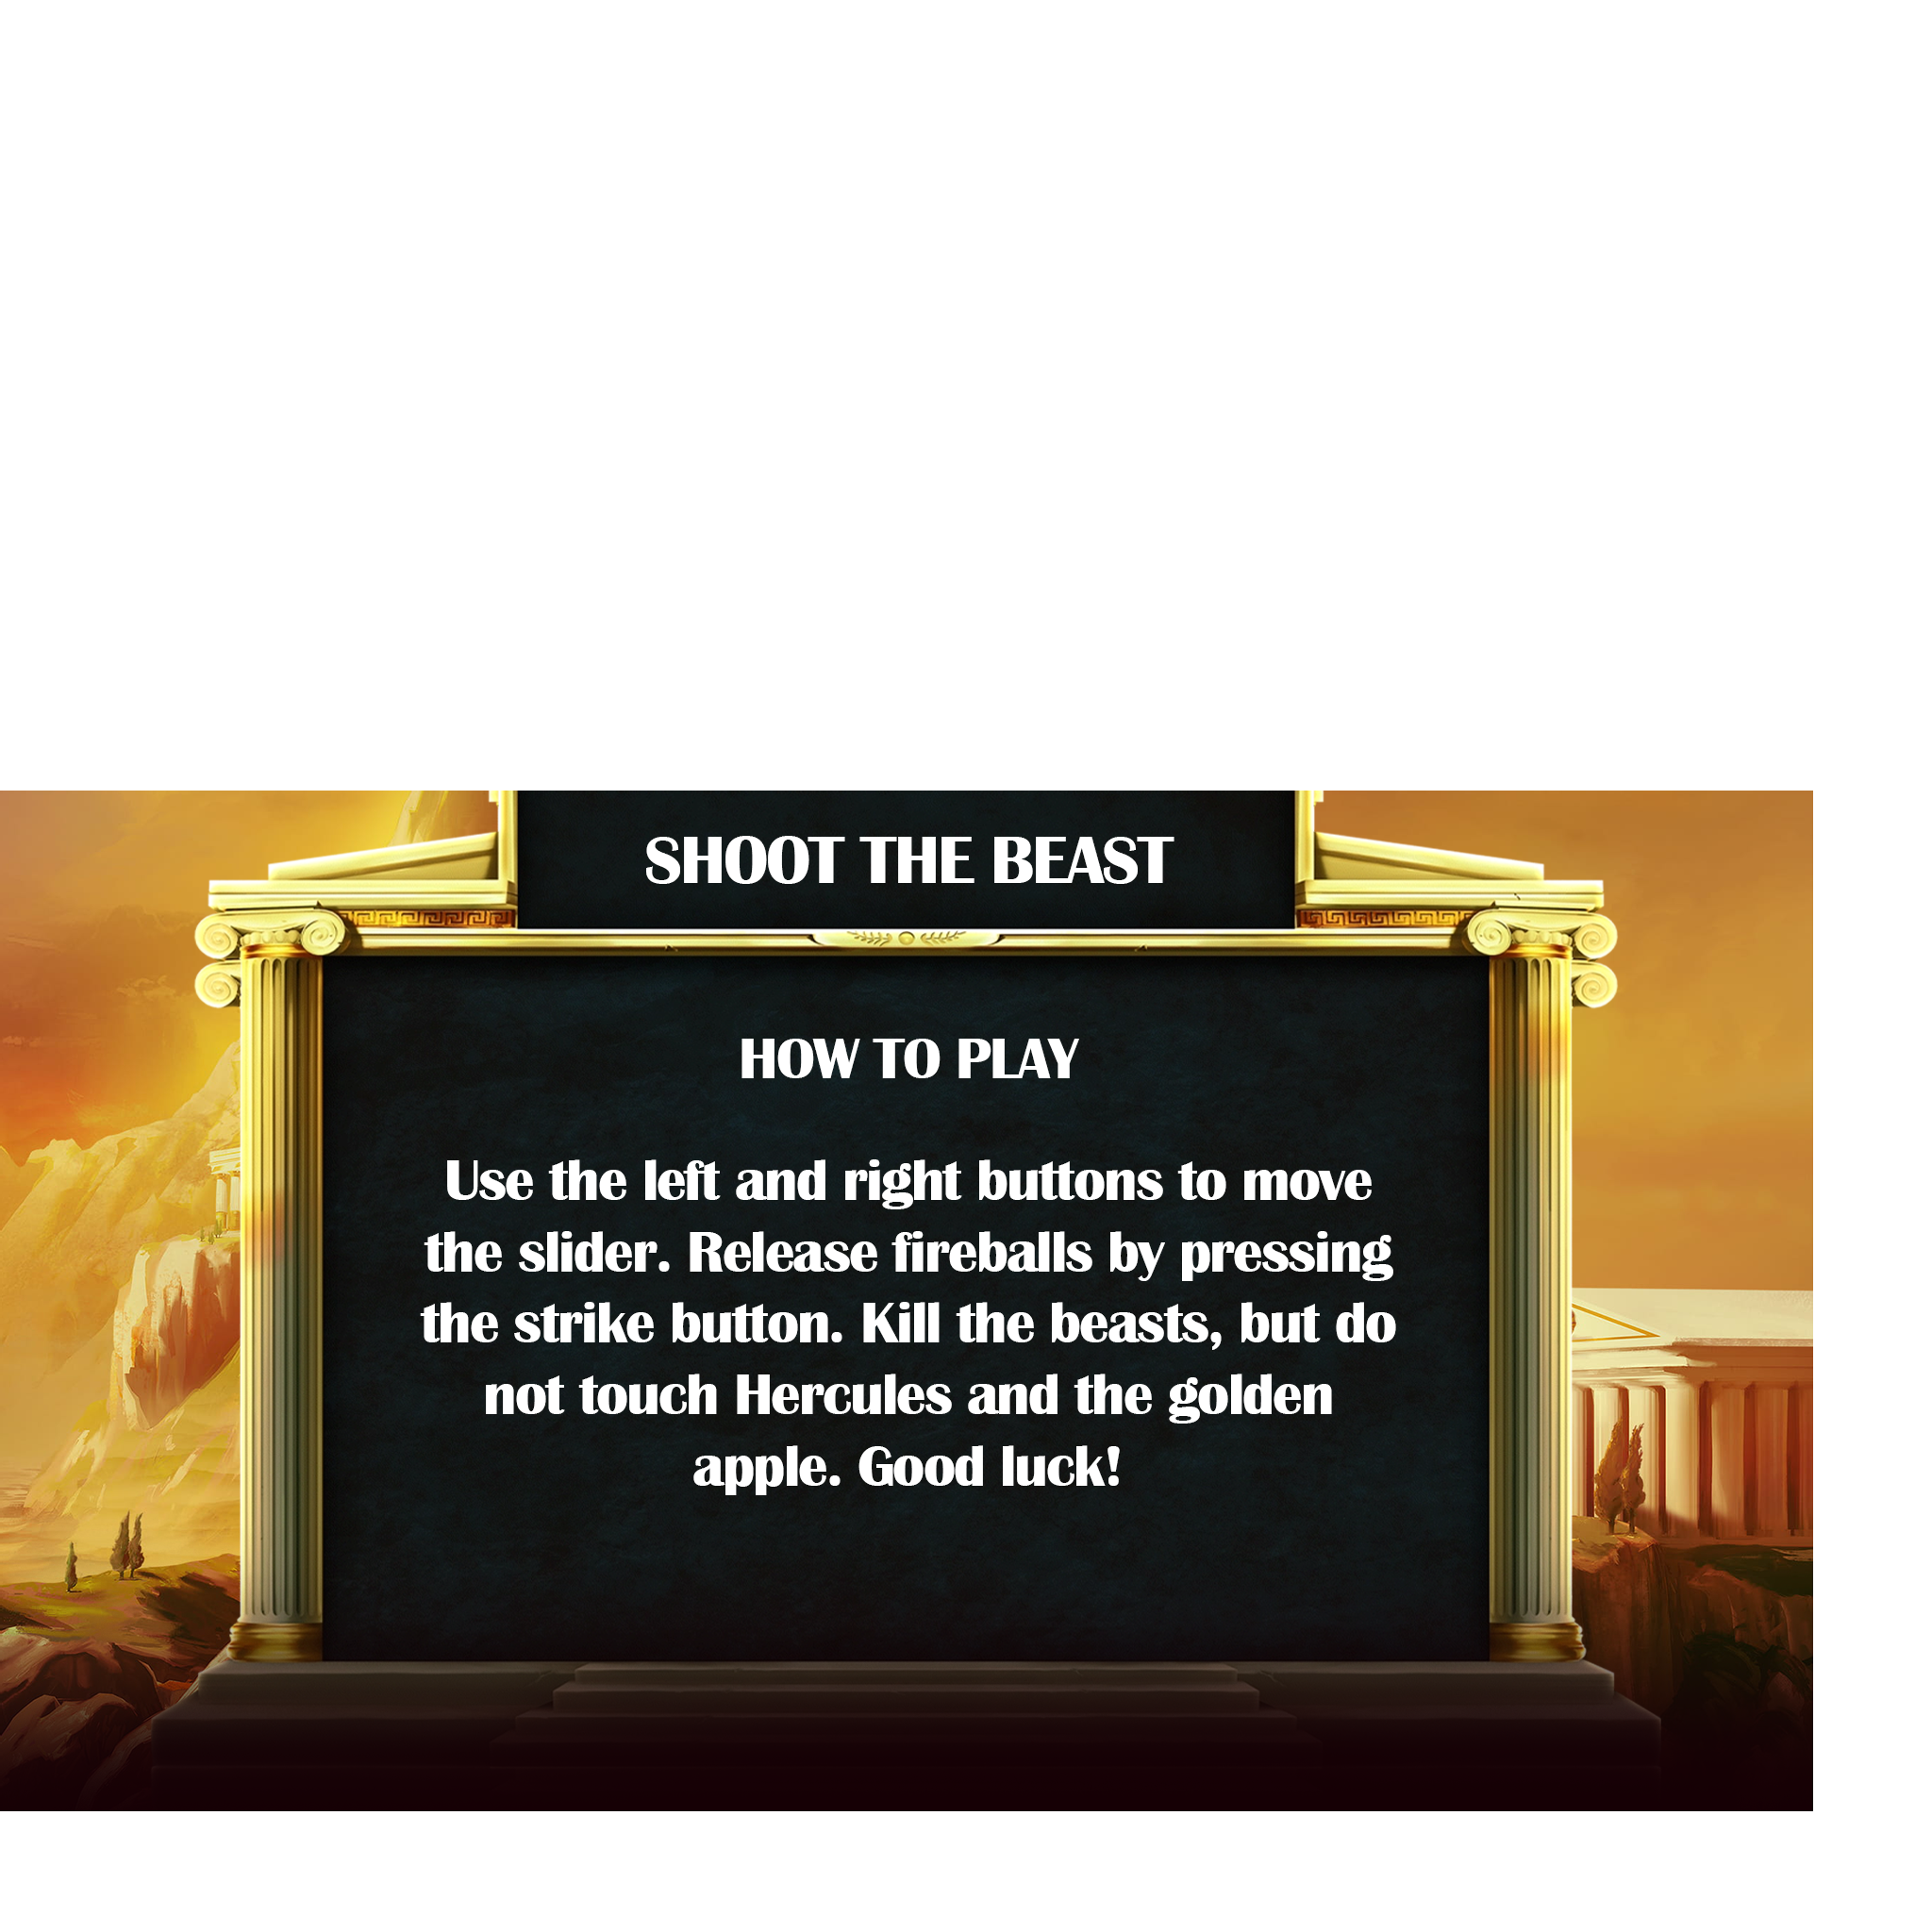 SHOOT THE BEAST
HOW TO PLAY
Use the left and right buttons to move
the slider. Release fireballs by pressing
the strike button. Kill the beasts, but do
not touch Hercules and the golden
apple. Good luck!